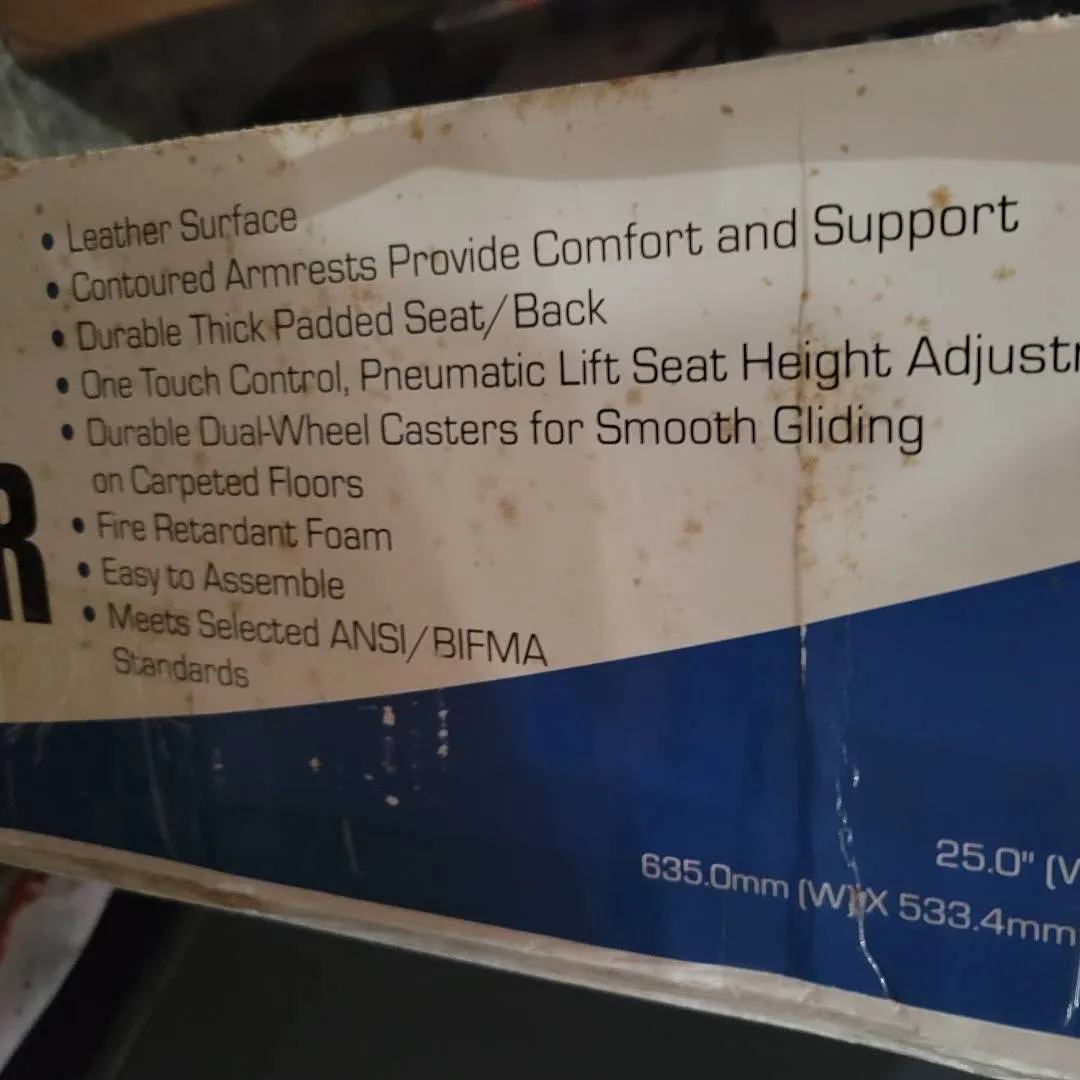 • Leather Surface
• Contoured Armrests Provide Comfort and Support
• Durable Thick Padded Seat/Back
• One Touch Control, Pneumatic Lift Seat Height Adjust
• Durable Dual-Wheel Casters for Smooth Gliding
on Carpeted Floors
R
• Fire Retardant Foam
• Easy to Assemble
• Meets Selected ANSI/BIFMA
Standards
25.0" (
635.0mm (W) X 533.4mm